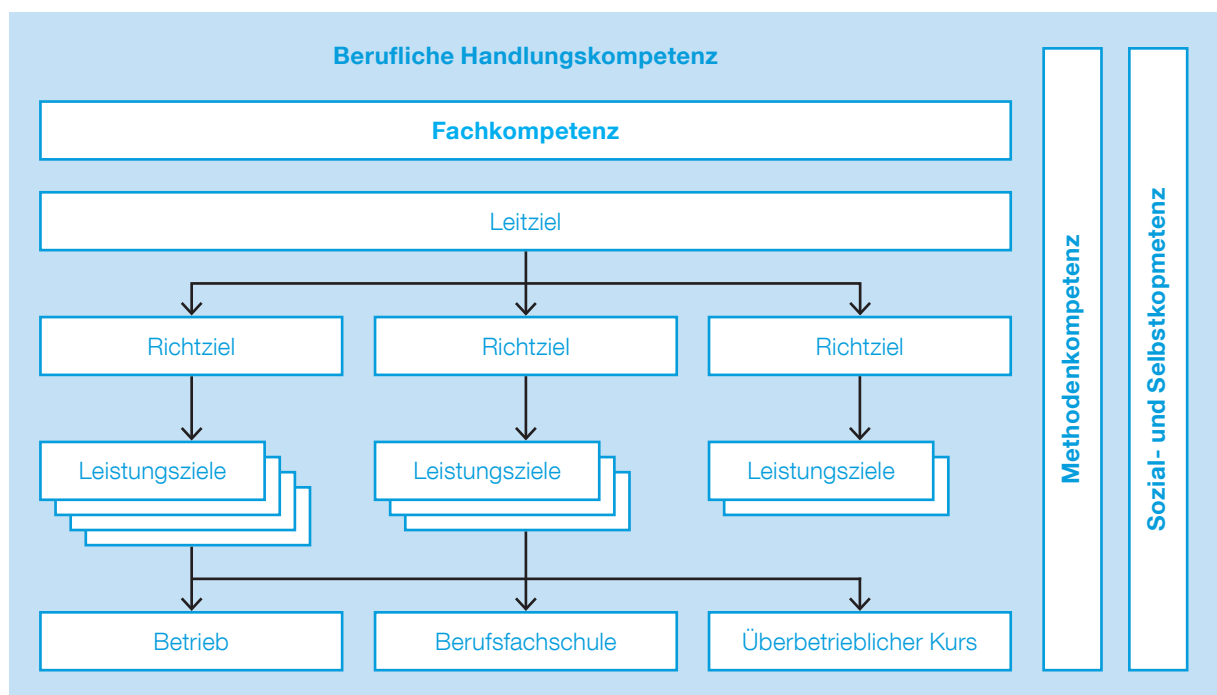 Berufliche Handlungskompetenz
Fachkompetenz
Leitziel
Richtziel
Richtziel
Richtziel
Leistungsziele
Leistungsziele
Leistungsziele
Betrieb
Berufsfachschule
Überbetrieblicher Kurs
Methodenkompetenz
Sozial- und Selbstkopmetenz